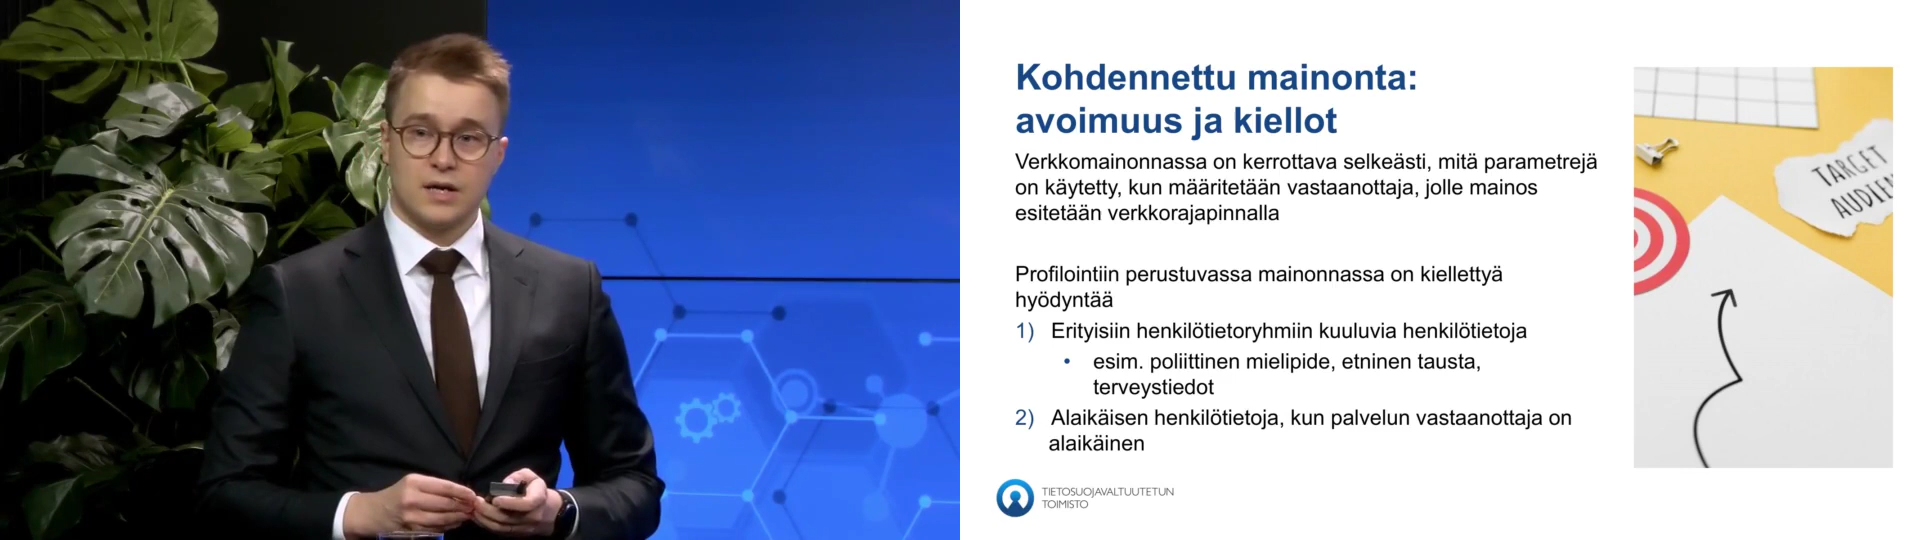 Kohdennettu mainonta:
avoimuus ja kiellot
Verkkomainonnassa on kerrottava selkeästi, mitä parametrejä
on käytetty, kun määritetään vastaanottaja, jolle mainos
esitetään verkkorajapinnalla
Profilointiin perustuvassa mainonnassa on kiellettyä
hyödyntää
1) Erityisiin henkilötietoryhmiin kuuluvia henkilötietoja
• esim. poliittinen mielipide, etninen tausta,
terveystiedot
2) Alaikäisen henkilötietoja, kun palvelun vastaanottaja on
alaikäinen
TARGET
AUDIEN
TIETOSUOJAVALTUUTETUN
TOIMISTO